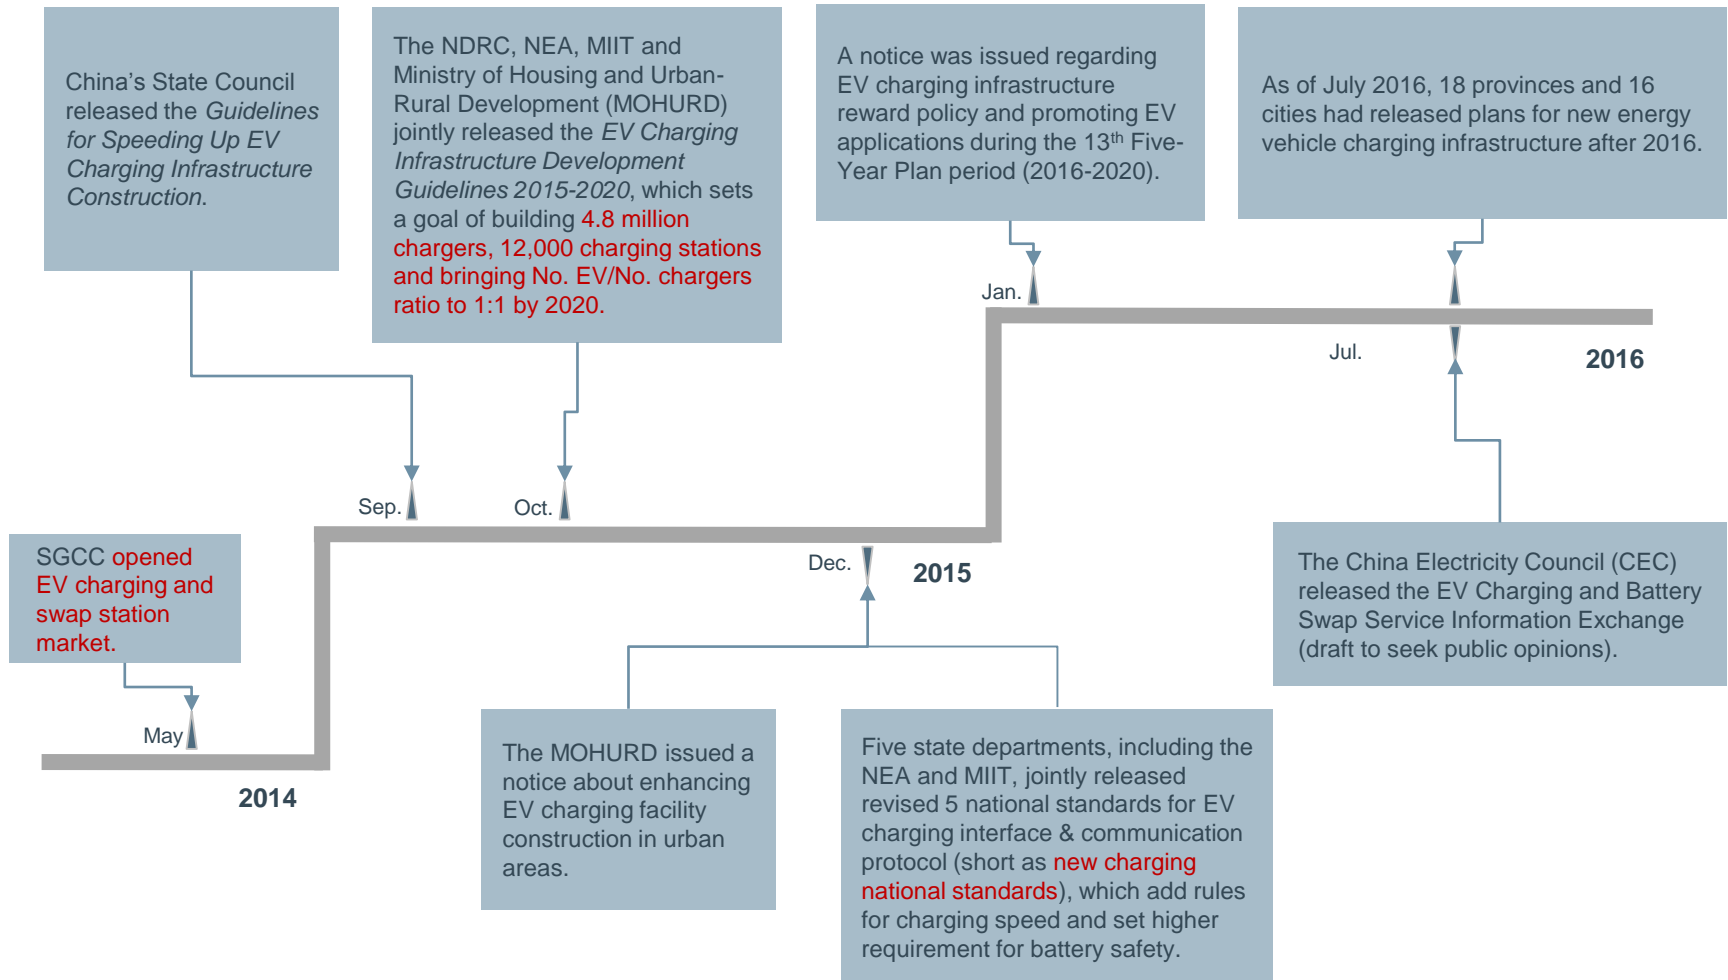 China's State Council
released the Guidelines
for Speeding Up EV
Charging Infrastructure
Construction.
The NDRC, NEA, MIIT and
Ministry of Housing and Urban-
Rural Development (MOHURD)
jointly released the EV Charging
Infrastructure Development
Guidelines 2015-2020, which sets
a goal of building 4.8 million
chargers, 12,000 charging stations
and bringing No. EV/No. chargers
ratio to 1:1 by 2020.
A notice was issued regarding
EV charging infrastructure
reward policy and promoting EV
applications during the 13th Five-
Year Plan period (2016-2020).
As of July 2016, 18 provinces and 16
cities had released plans for new energy
vehicle charging infrastructure after 2016.
Jan.
Jul.
2016
Sep.
Oct.
Dec.
2015
SGCC opened
EV charging and
swap station
market.
May
2014
The MOHURD issued a
notice about enhancing
EV charging facility
construction in urban
areas.
Five state departments, including the
NEA and MIIT, jointly released
revised 5 national standards for EV
charging interface & communication
protocol (short as new charging
national standards), which add rules
for charging speed and set higher
requirement for battery safety.
The China Electricity Council (CEC)
released the EV Charging and Battery
Swap Service Information Exchange
(draft to seek public opinions).